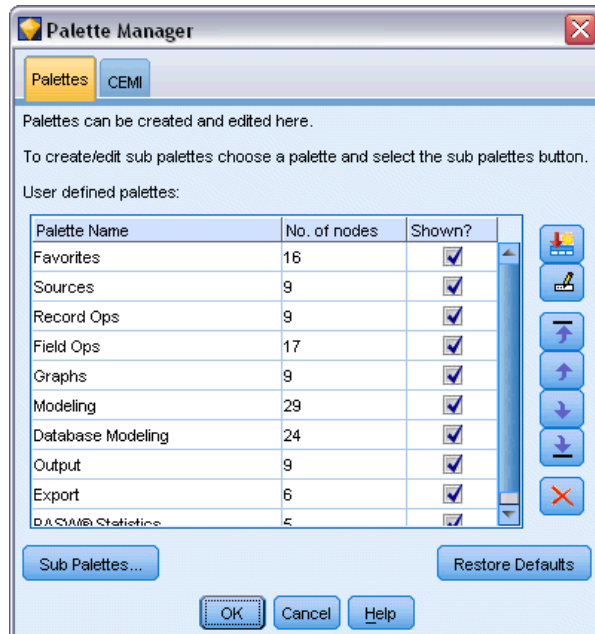 Palette Manager
Palettes CEMI
Palettes can be created and edited here.
To create/edit sub palettes choose a palette and select the sub palettes button.
User defined palettes:
Palette Name No. of nodes Shown?
Favorites 16
Sources 9
Record Ops 9
Field Ops 17
Graphs 9
Modeling 29
Database Modeling 24
Output 9
Export 6
PASW® Statistics 5
Sub Palettes... Restore Defaults
OK Cancel Help